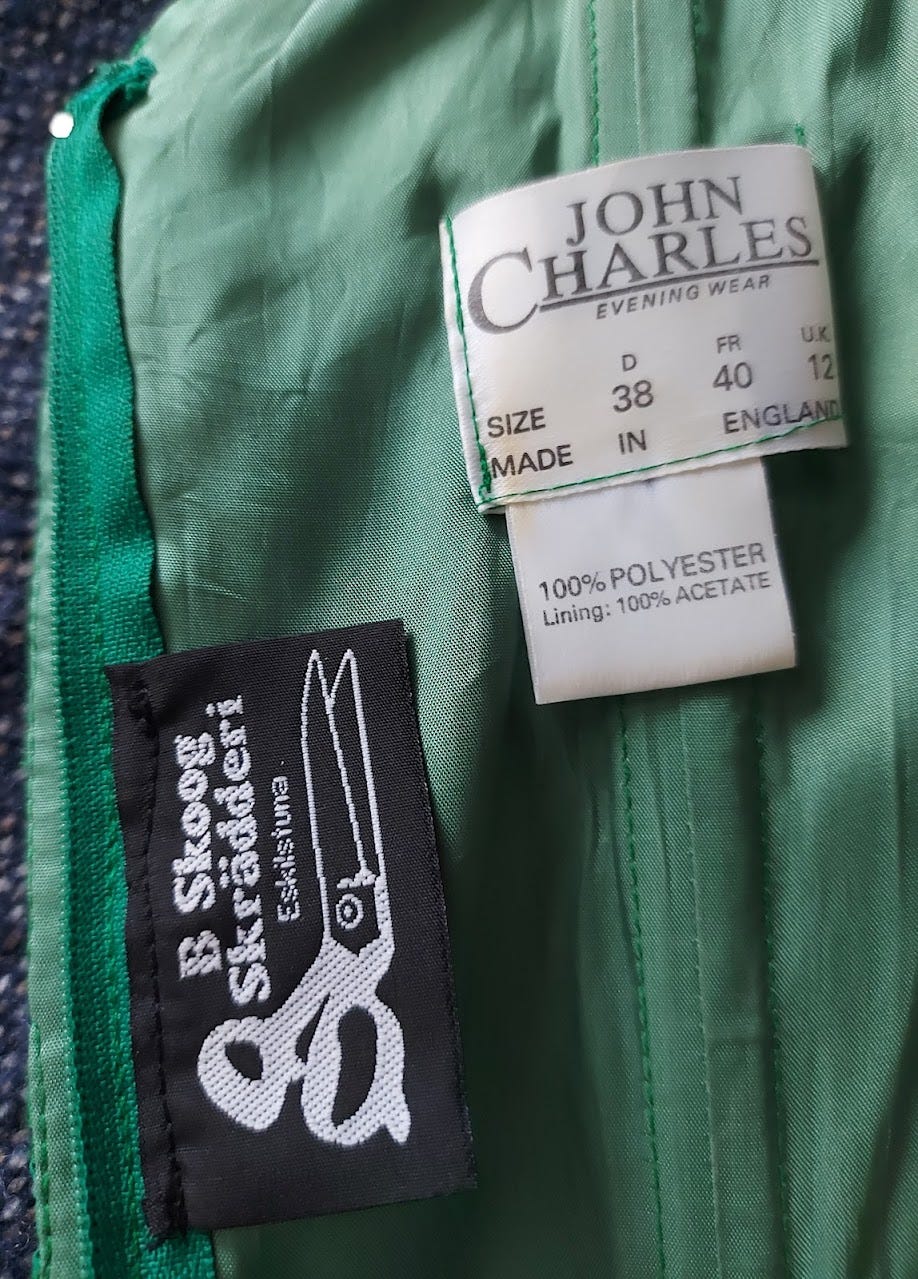 JOHN
CHARLES
EVENING WEAR
D FR U.K
SIZE 38 40 12
MADE IN ENGLAND
100% POLYESTER
Lining: 100% ACETATE
B Skoog
Skrädderi
Eskilstuna.